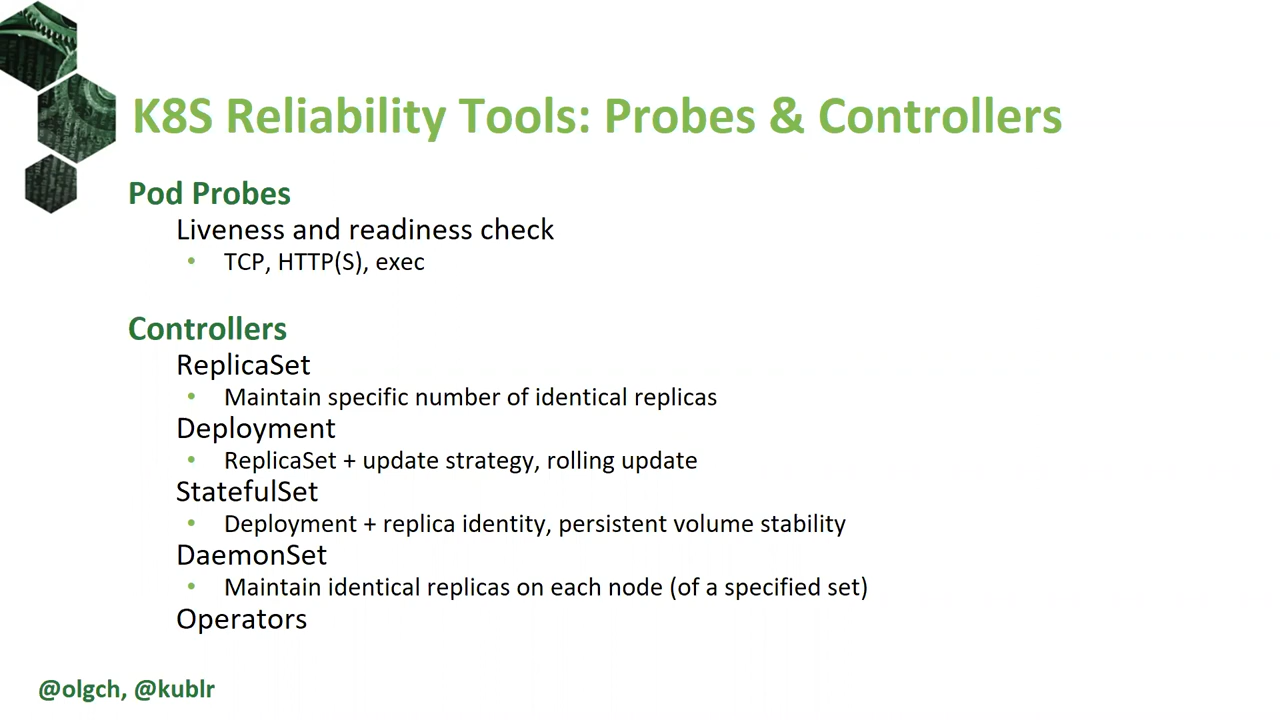 K8S Reliability Tools: Probes & Controllers
Pod Probes
Liveness and readiness check
• TCP, HTTP(S), exec
Controllers
ReplicaSet
• Maintain specific number of identical replicas
Deployment
• ReplicaSet + update strategy, rolling update
StatefulSet
• Deployment + replica identity, persistent volume stability
DaemonSet
• Maintain identical replicas on each node (of a specified set)
Operators
@olgch, @kublr